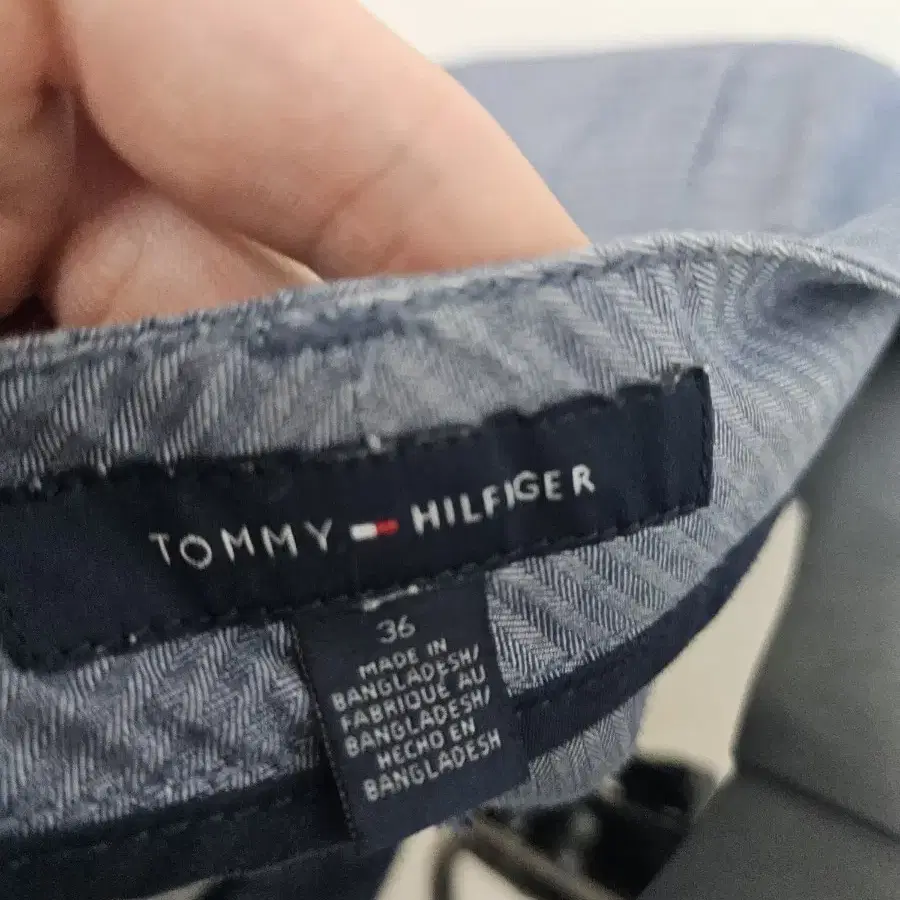 TOMMY HILFIGER
36
MADE IN
BANGLADESH/
FABRIQUÉ AU
BANGLADESH/
HECHO EN
BANGLADESH